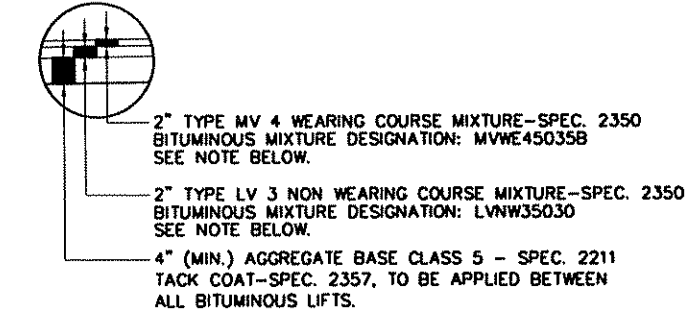 2" TYPE MV 4 WEARING COURSE MIXTURE-SPEC. 2350
BITUMINOUS MIXTURE DESIGNATION: MVWE45035B
SEE NOTE BELOW.
2" TYPE LV 3 NON WEARING COURSE MIXTURE-SPEC. 2350
BITUMINOUS MIXTURE DESIGNATION: LVNW35030
SEE NOTE BELOW.
4" (MIN.) AGGREGATE BASE CLASS 5 - SPEC. 2211
TACK COAT-SPEC. 2357, TO BE APPLIED BETWEEN
ALL BITUMINOUS LIFTS.